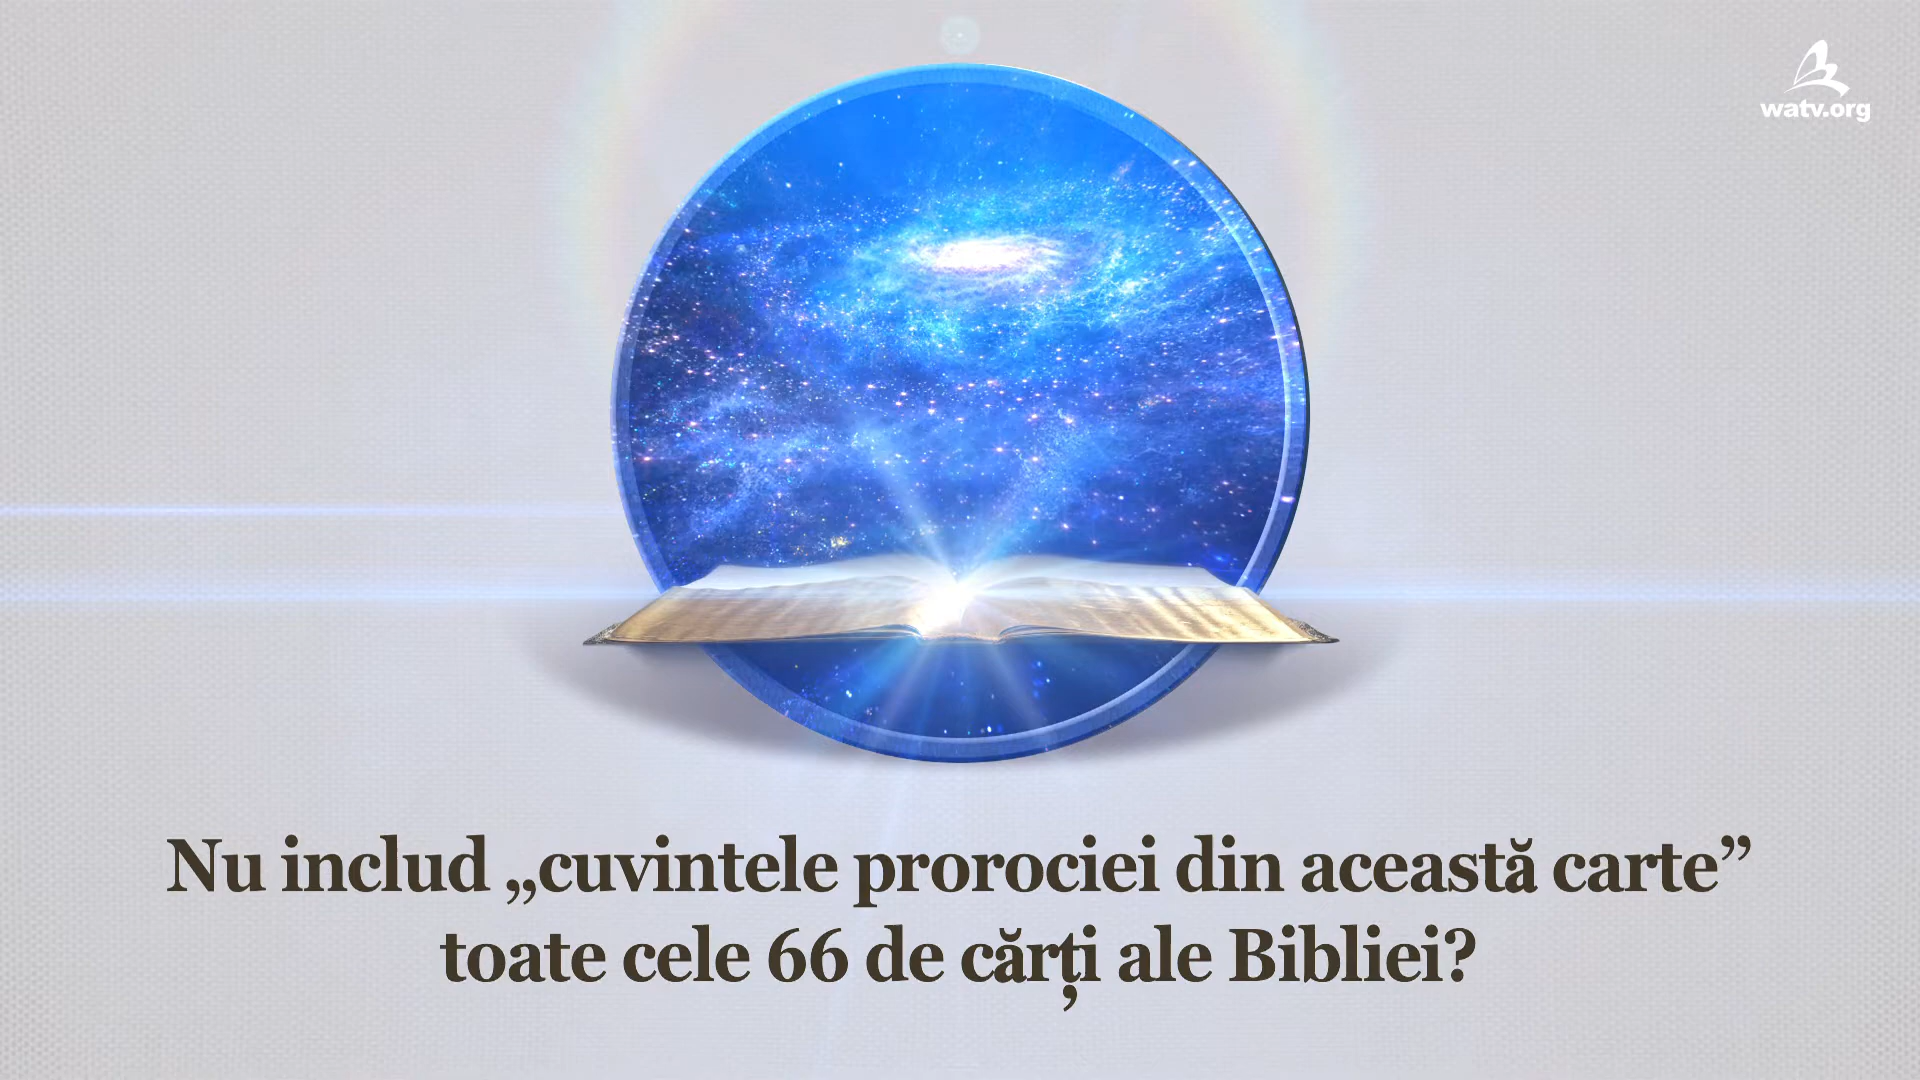 watv.org
Nu includ „cuvintele prorociei din această carte”
toate cele 66 de cărți ale Bibliei?